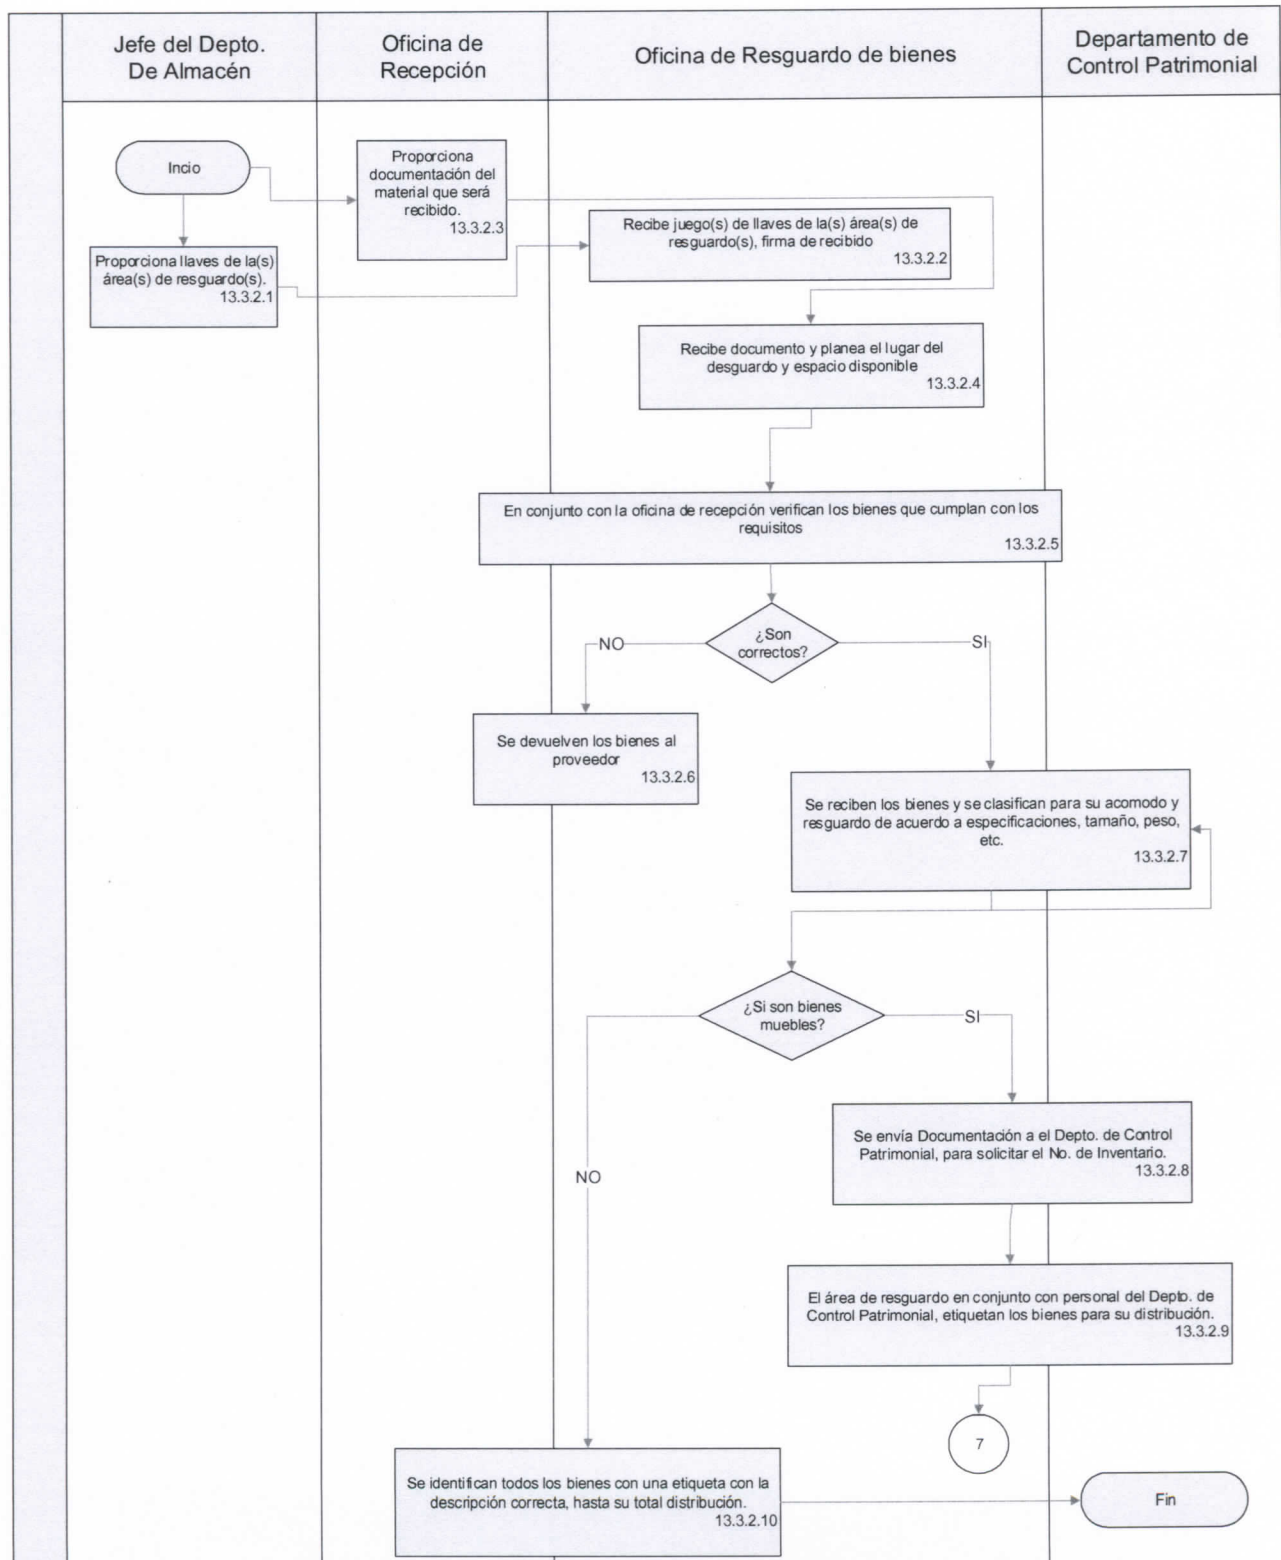 Jefe del Depto.
De Almacén
Oficina de
Recepción
Oficina de Resguardo de bienes
Departamento de
Control Patrimonial
Incio
Proporciona
documentación del
material que será
recibido.
13.3.2.3
Recibe juego(s) de llaves de la(s) área(s) de
resguardo(s), firma de recibido
13.3.2.2
Proporciona llaves de la(s)
área(s) de resguardo(s).
13.3.2.1
Recibe documento y planea el lugar del
desguardo y espacio disponible
13.3.2.4
En conjunto con la oficina de recepción verifican los bienes que cumplan con los
requisitos
13.3.2.5
¿Son
correctos?
NO
SI
Se devuelven los bienes al
proveedor
13.3.2.6
Se reciben los bienes y se clasifican para su acomodo y
resguardo de acuerdo a especificaciones, tamaño, peso,
etc.
13.3.2.7
¿Si son bienes
muebles?
SI
NO
Se envía Documentación a el Depto. de Control
Patrimonial, para solicitar el No. de Inventario.
13.3.2.8
El área de resguardo en conjunto con personal del Depto. de
Control Patrimonial, etiquetan los bienes para su distribución.
13.3.2.9
7
Se identifican todos los bienes con una etiqueta con la
descripción correcta, hasta su total distribución.
13.3.2.10
Fin